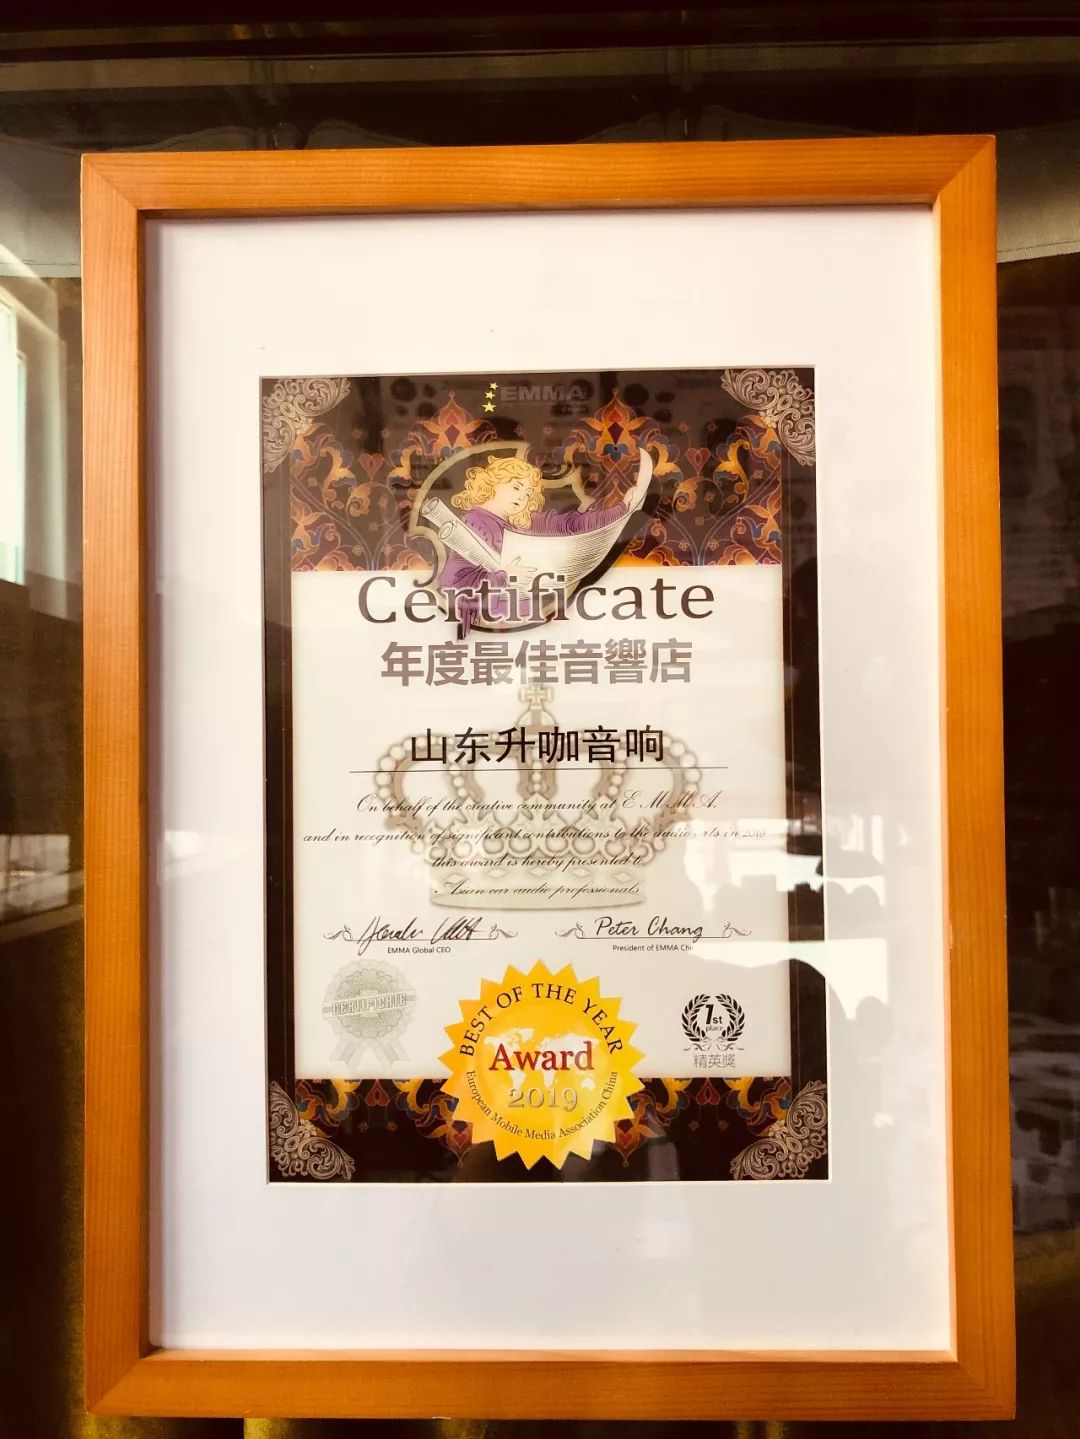 EMMA
China
Certificate
年度最佳音響店
山东升咖音响
On behalf of the creative community at E.M.M.A.
and in recognition of significant contributions to the audio arts in 2019
this award is hereby presented to
Asian car audio professionals
Peter Chang
EMMA Global CEO
President of EMMA Chi
CERTIFICATE
BEST OF THE YEAR
Award
2019
European Mobile Media Association China
1st
place
精英獎